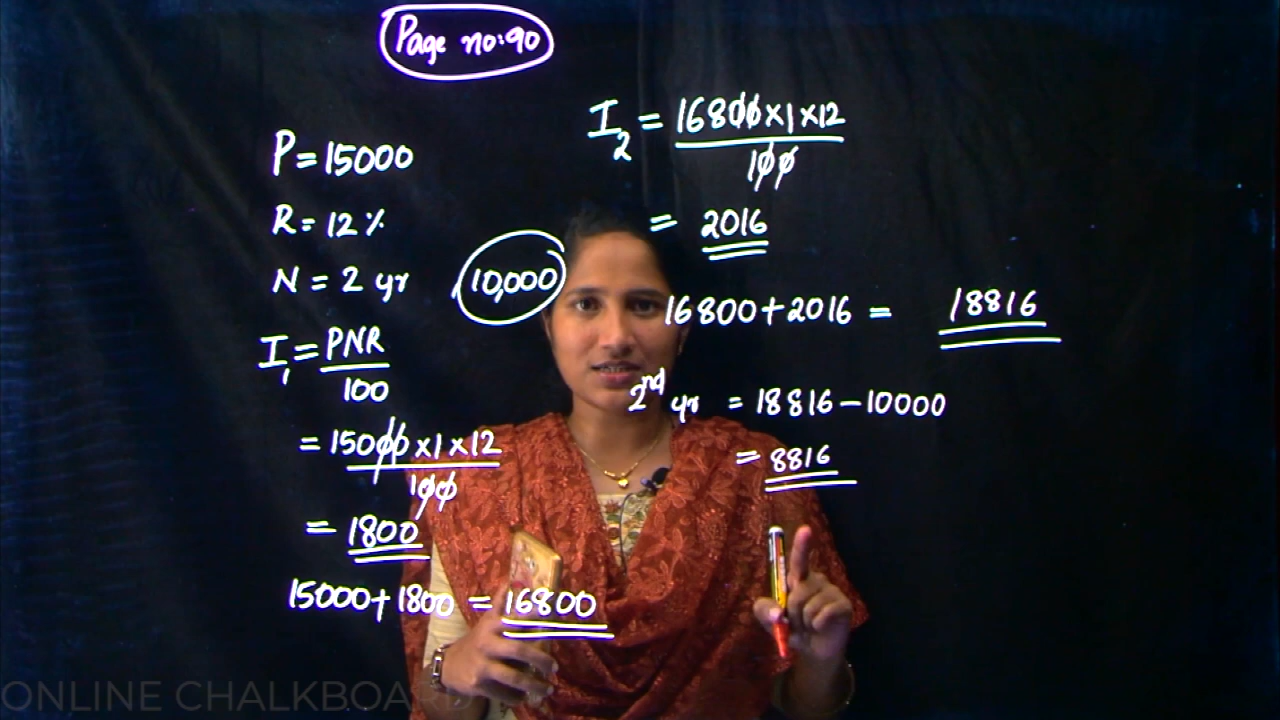 Page no:90
P = 15000
R = 12 %
N = 2 yr
10,000
I₁ = PNR
100
= 15000 x 1 x 12
100
= 1800
15000 + 1800 = 16800
I₂ = 16800 x 1 x 12
100
= 2016
16800 + 2016 = 18816
2nd yr = 18816 - 10000
= 8816
ONLINE CHALKBOARD